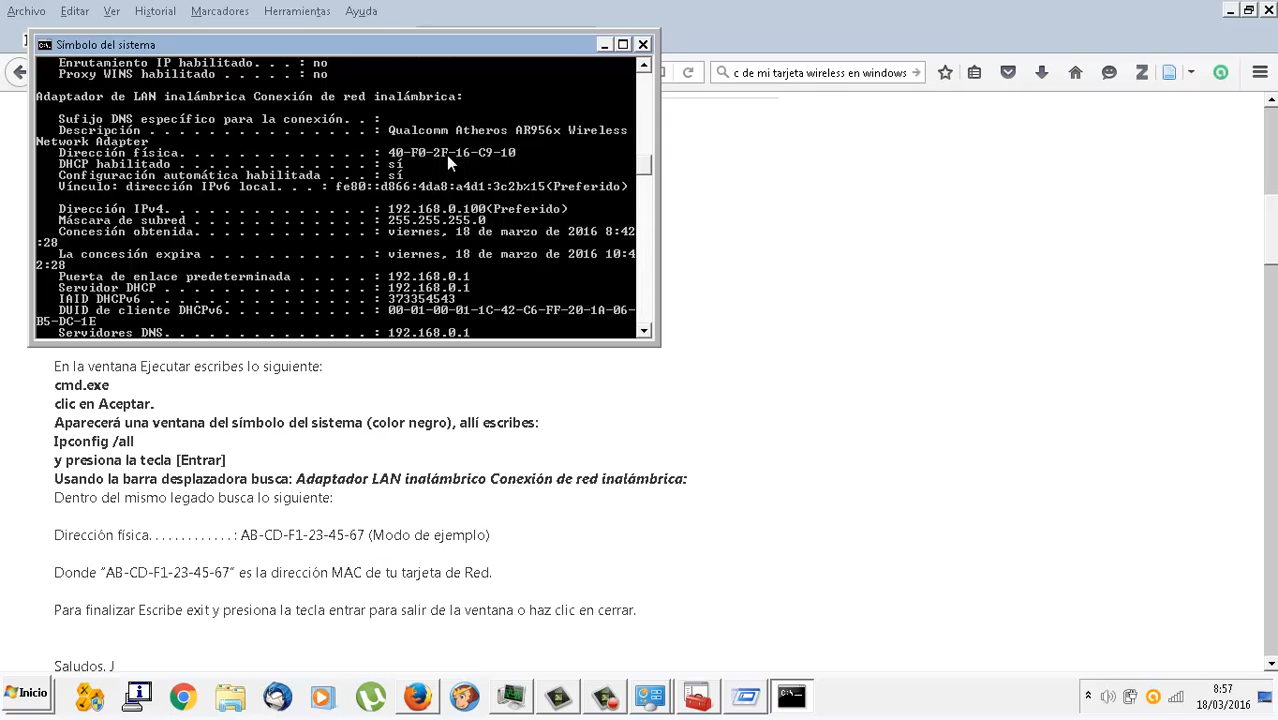 Archivo Editar Ver Historial Marcadores Herramientas Ayuda
Símbolo del sistema
c de mi tarjeta wireless en windows
Enrutamiento IP habilitado. . . : no
Proxy WINS habilitado . . . . . : no
Adaptador de LAN inalámbrica Conexión de red inalámbrica:
Sufijo DNS específico para la conexión. . :
Descripción . . . . . . . . . . . . . . . : Qualcomm Atheros AR956x Wireless
Network Adapter
Dirección física. . . . . . . . . . . . . : 40-F0-2F-16-C9-10
DHCP habilitado . . . . . . . . . . . . . : sí
Configuración automática habilitada . . . : sí
Vínculo: dirección IPv6 local. . . : fe80::d866:4da8:a4d1:3c2b%15(Preferido)
Dirección IPv4. . . . . . . . . . . . . . : 192.168.0.100(Preferido)
Máscara de subred . . . . . . . . . . . . : 255.255.255.0
Concesión obtenida. . . . . . . . . . . . : viernes, 18 de marzo de 2016 8:42
:28
La concesión expira . . . . . . . . . . . : viernes, 18 de marzo de 2016 10:4
2:28
Puerta de enlace predeterminada . . . . . : 192.168.0.1
Servidor DHCP . . . . . . . . . . . . . . : 192.168.0.1
IAID DHCPv6 . . . . . . . . . . . . . . . : 373354543
DUID de cliente DHCPv6. . . . . . . . . . : 00-01-00-01-1C-42-C6-FF-20-1A-06-
B5-DC-1E
Servidores DNS. . . . . . . . . . . . . . : 192.168.0.1
En la ventana Ejecutar escribes lo siguiente:
cmd.exe
clic en Aceptar.
Aparecerá una ventana del símbolo del sistema (color negro), allí escribes:
Ipconfig /all
y presiona la tecla [Entrar]
Usando la barra desplazadora busca: Adaptador LAN inalámbrico Conexión de red inalámbrica:
Dentro del mismo legado busca lo siguiente:
Dirección física. . . . . . . . . . . . . : AB-CD-F1-23-45-67 (Modo de ejemplo)
Donde “AB-CD-F1-23-45-67” es la dirección MAC de tu tarjeta de Red.
Para finalizar Escribe exit y presiona la tecla entrar para salir de la ventana o haz clic en cerrar.
Saludos. J
Inicio
8:57
18/03/2016